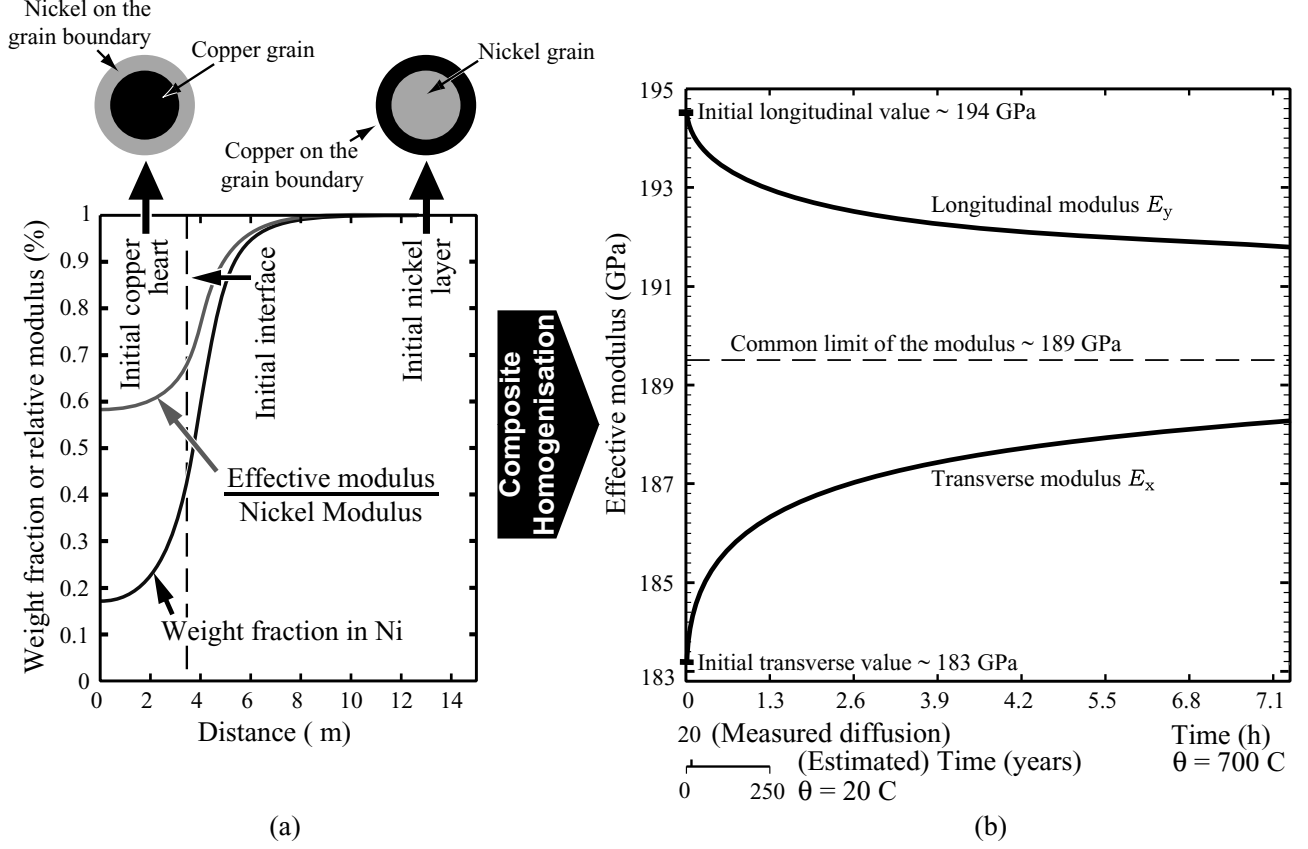 Nickel on the
grain boundary
Copper grain
Nickel grain
Copper on the
grain boundary
Weight fraction or relative modulus (%)
1
0.9
0.8
0.7
0.6
0.5
0.4
0.3
0.2
0.1
0
Initial copper
heart
Initial interface
Initial nickel
layer
Effective modulus
Nickel Modulus
Weight fraction in Ni
0 2 4 6 8 10 12 14
Distance ( m)
(a)
Composite
Homogenisation
Effective modulus (GPa)
195
193
191
189
187
185
183
Initial longitudinal value ~ 194 GPa
Longitudinal modulus Ey
Common limit of the modulus ~ 189 GPa
Transverse modulus Ex
Initial transverse value ~ 183 GPa
0 1.3 2.6 3.9 4.2 5.5 6.8 7.1
20 (Measured diffusion)
Time (h)
θ = 700 C
(Estimated) Time (years)
0 250 θ = 20 C
(b)